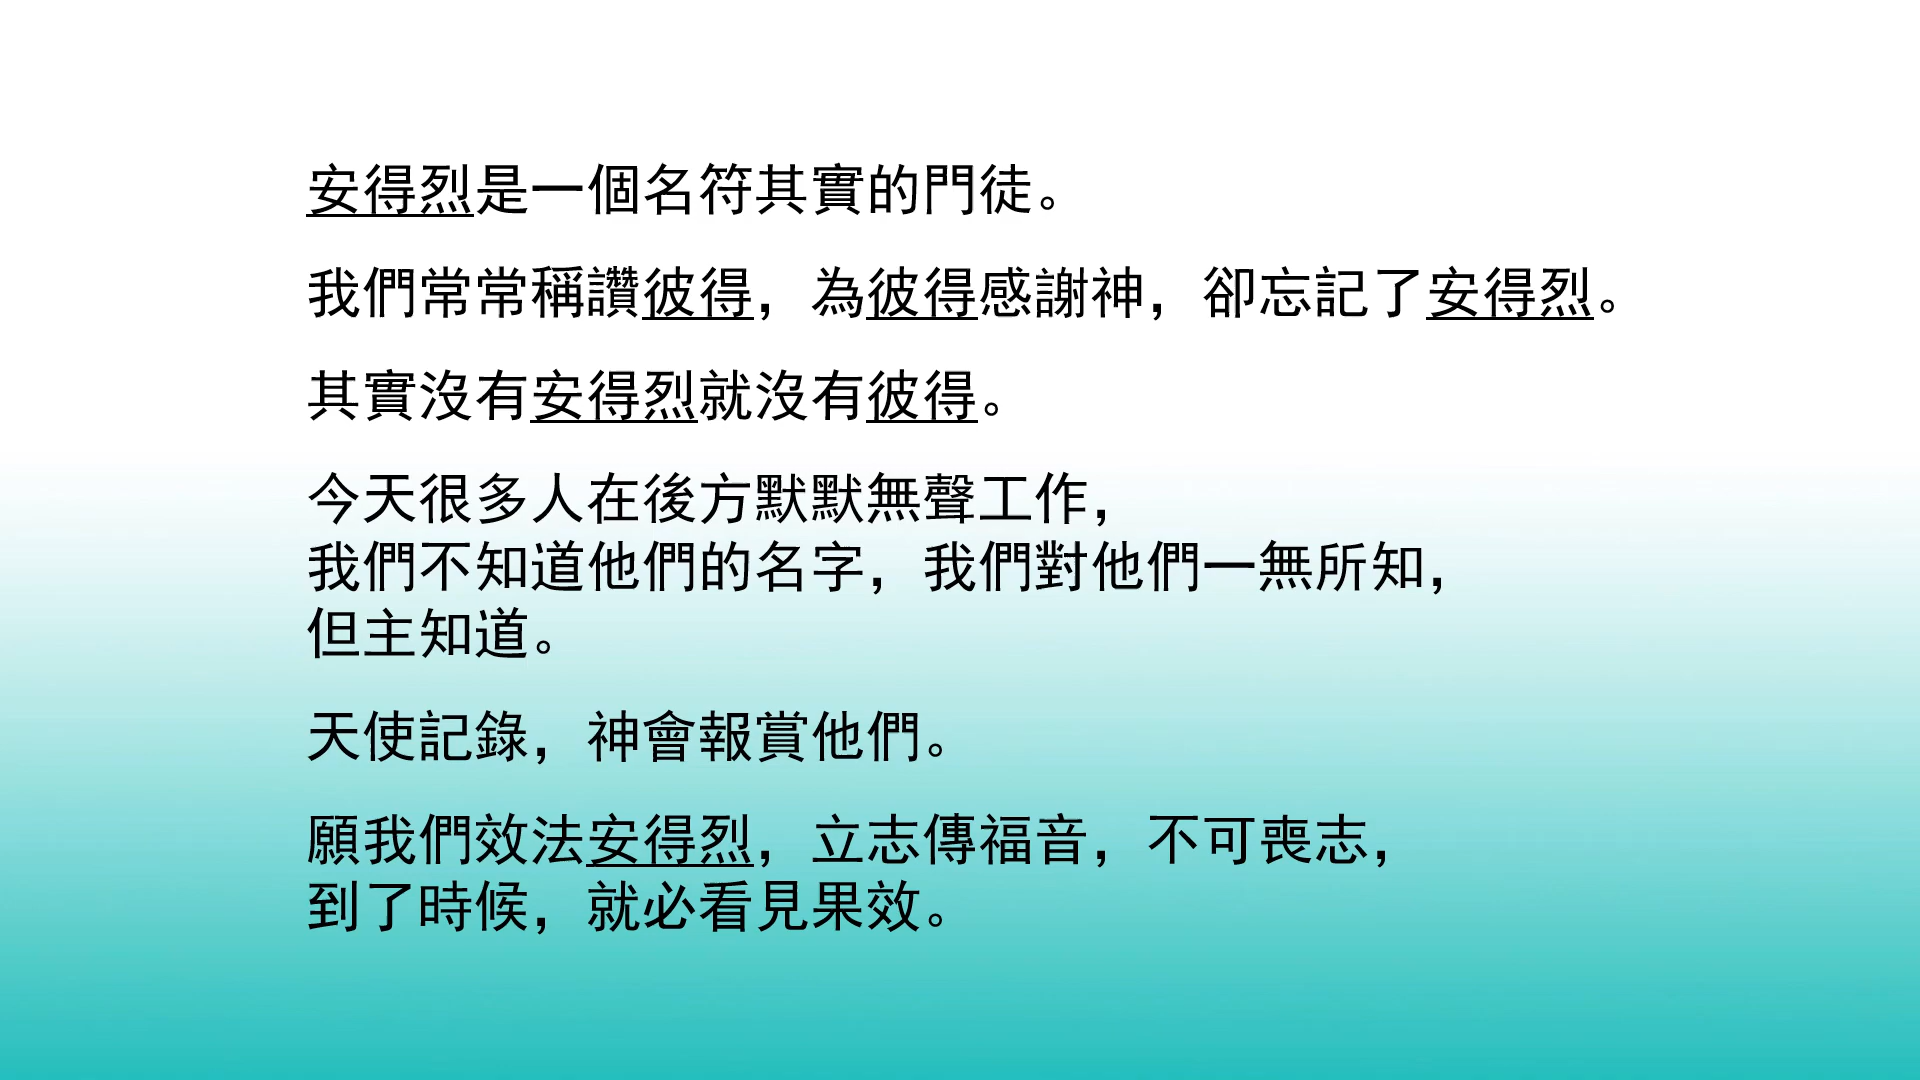 安得烈是一個名符其實的門徒。
我們常常稱讚彼得，為彼得感謝神，卻忘記了安得烈。
其實沒有安得烈就沒有彼得。
今天很多人在後方默默無聲工作，
我們不知道他們的名字，我們對他們一無所知，
但主知道。
天使記錄，神會報賞他們。
願我們效法安得烈，立志傳福音，不可喪志，
到了時候，就必看見果效。